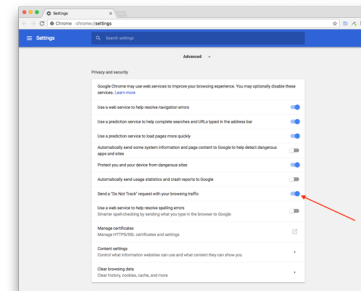 Settings
Chrome chrome://settings
Settings
Search settings
Advanced
Privacy and security
Google Chrome may use web services to improve your browsing experience. You may optionally disable these
services. Learn more
Use a web service to help resolve navigation errors
Use a prediction service to help complete searches and URLs typed in the address bar
Use a prediction service to load pages more quickly
Automatically send some system information and page content to Google to help detect dangerous
apps and sites
Protect you and your device from dangerous sites
Automatically send usage statistics and crash reports to Google
Send a "Do Not Track" request with your browsing traffic
Use a web service to help resolve spelling errors
Smarter spell-checking by sending what you type in the browser to Google
Manage certificates
Manage HTTPS/SSL certificates and settings
Content settings
Control what information websites can use and what content they can show you
Clear browsing data
Clear history, cookies, cache, and more